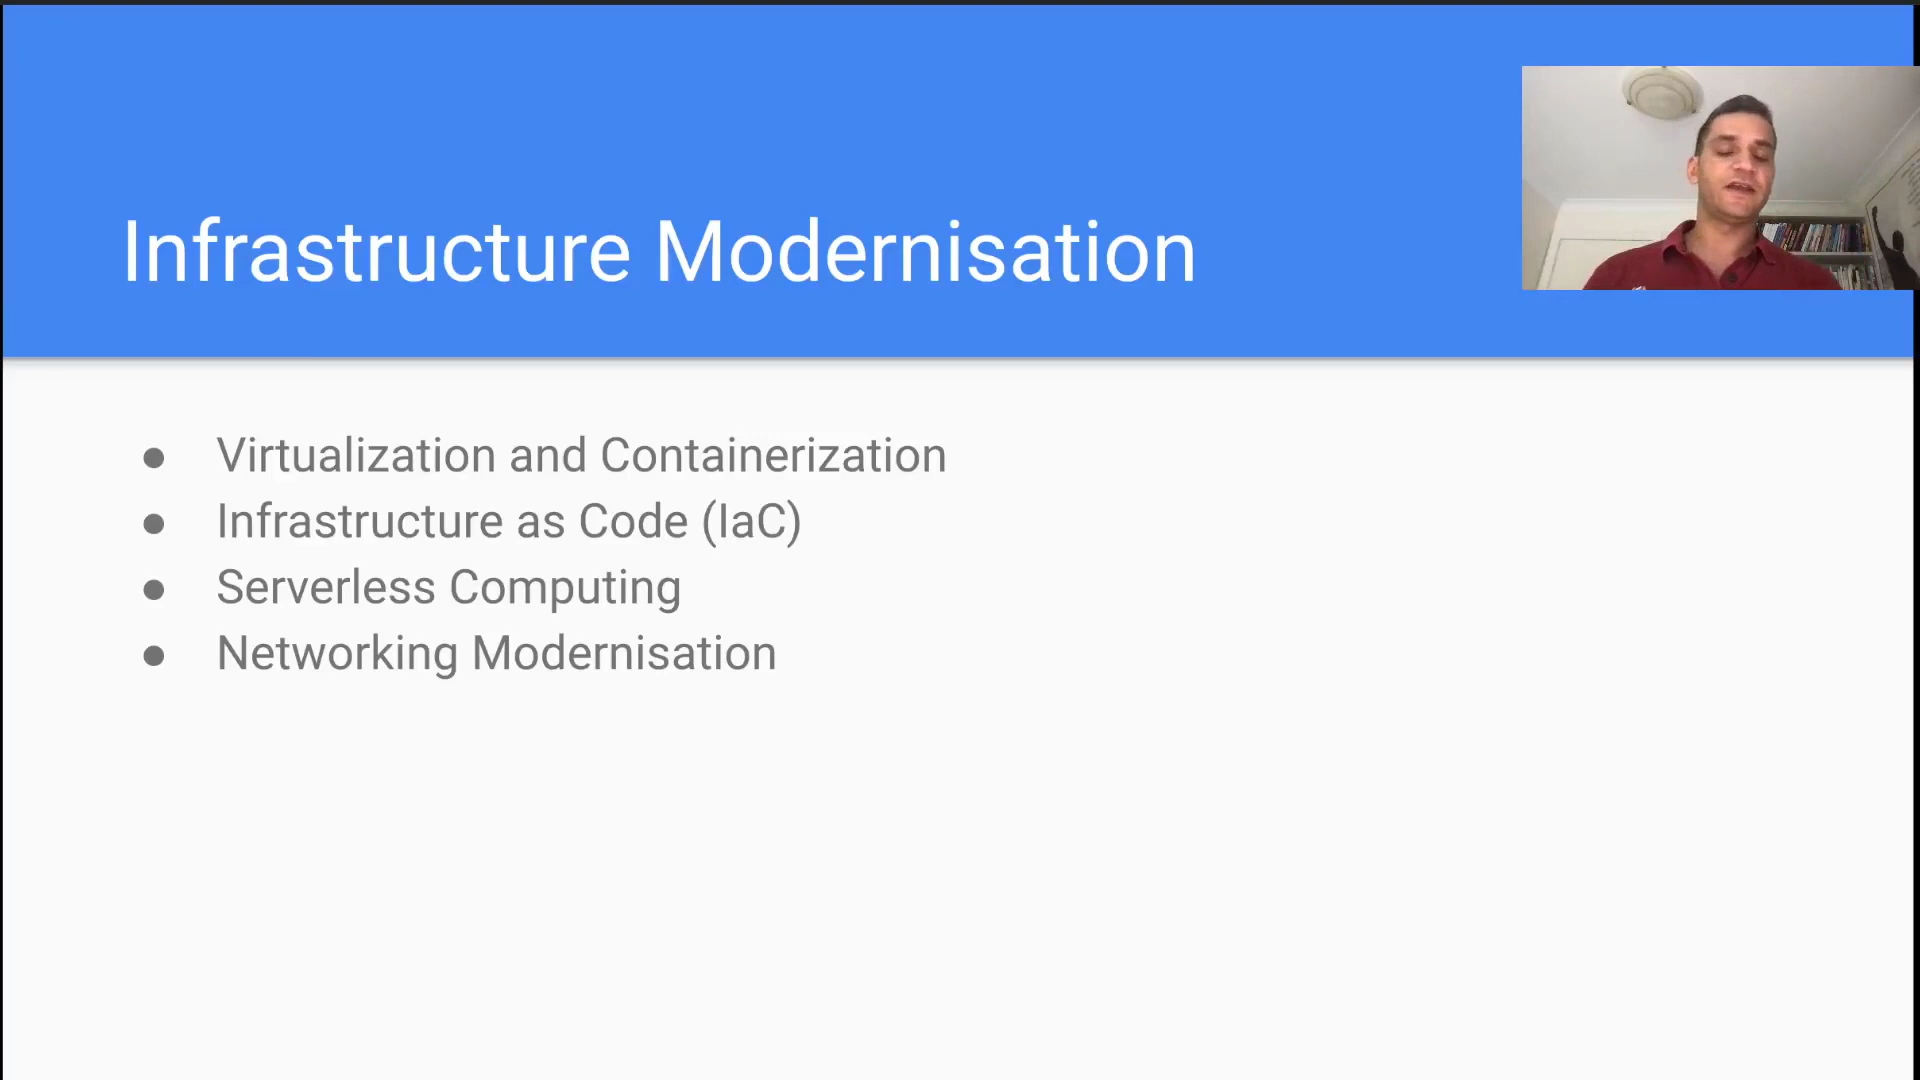 Infrastructure Modernisation
● Virtualization and Containerization
● Infrastructure as Code (IaC)
● Serverless Computing
● Networking Modernisation